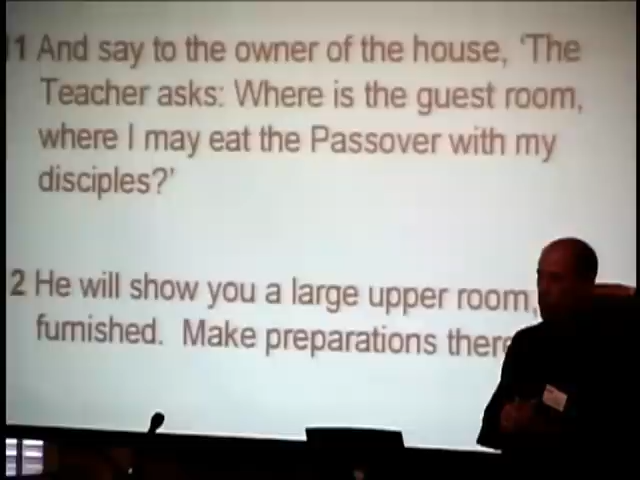 11 And say to the owner of the house, 'The
Teacher asks: Where is the guest room,
where I may eat the Passover with my
disciples?'
2 He will show you a large upper room,
furnished. Make preparations there